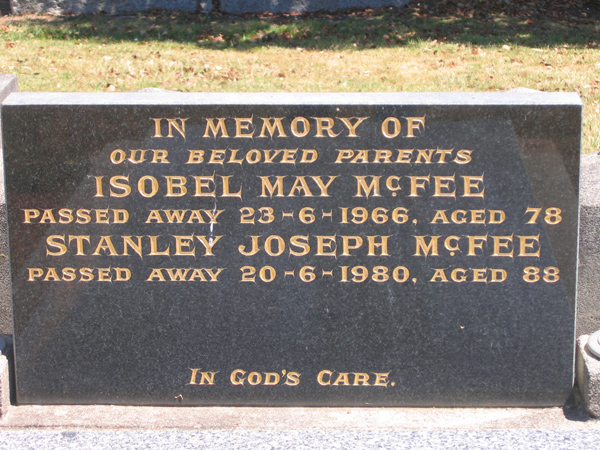 IN MEMORY OF
OUR BELOVED PARENTS
ISOBEL MAY McFEE
PASSED AWAY 23-6-1966, AGED 78
STANLEY JOSEPH McFEE
PASSED AWAY 20-6-1980, AGED 88
IN GOD'S CARE.